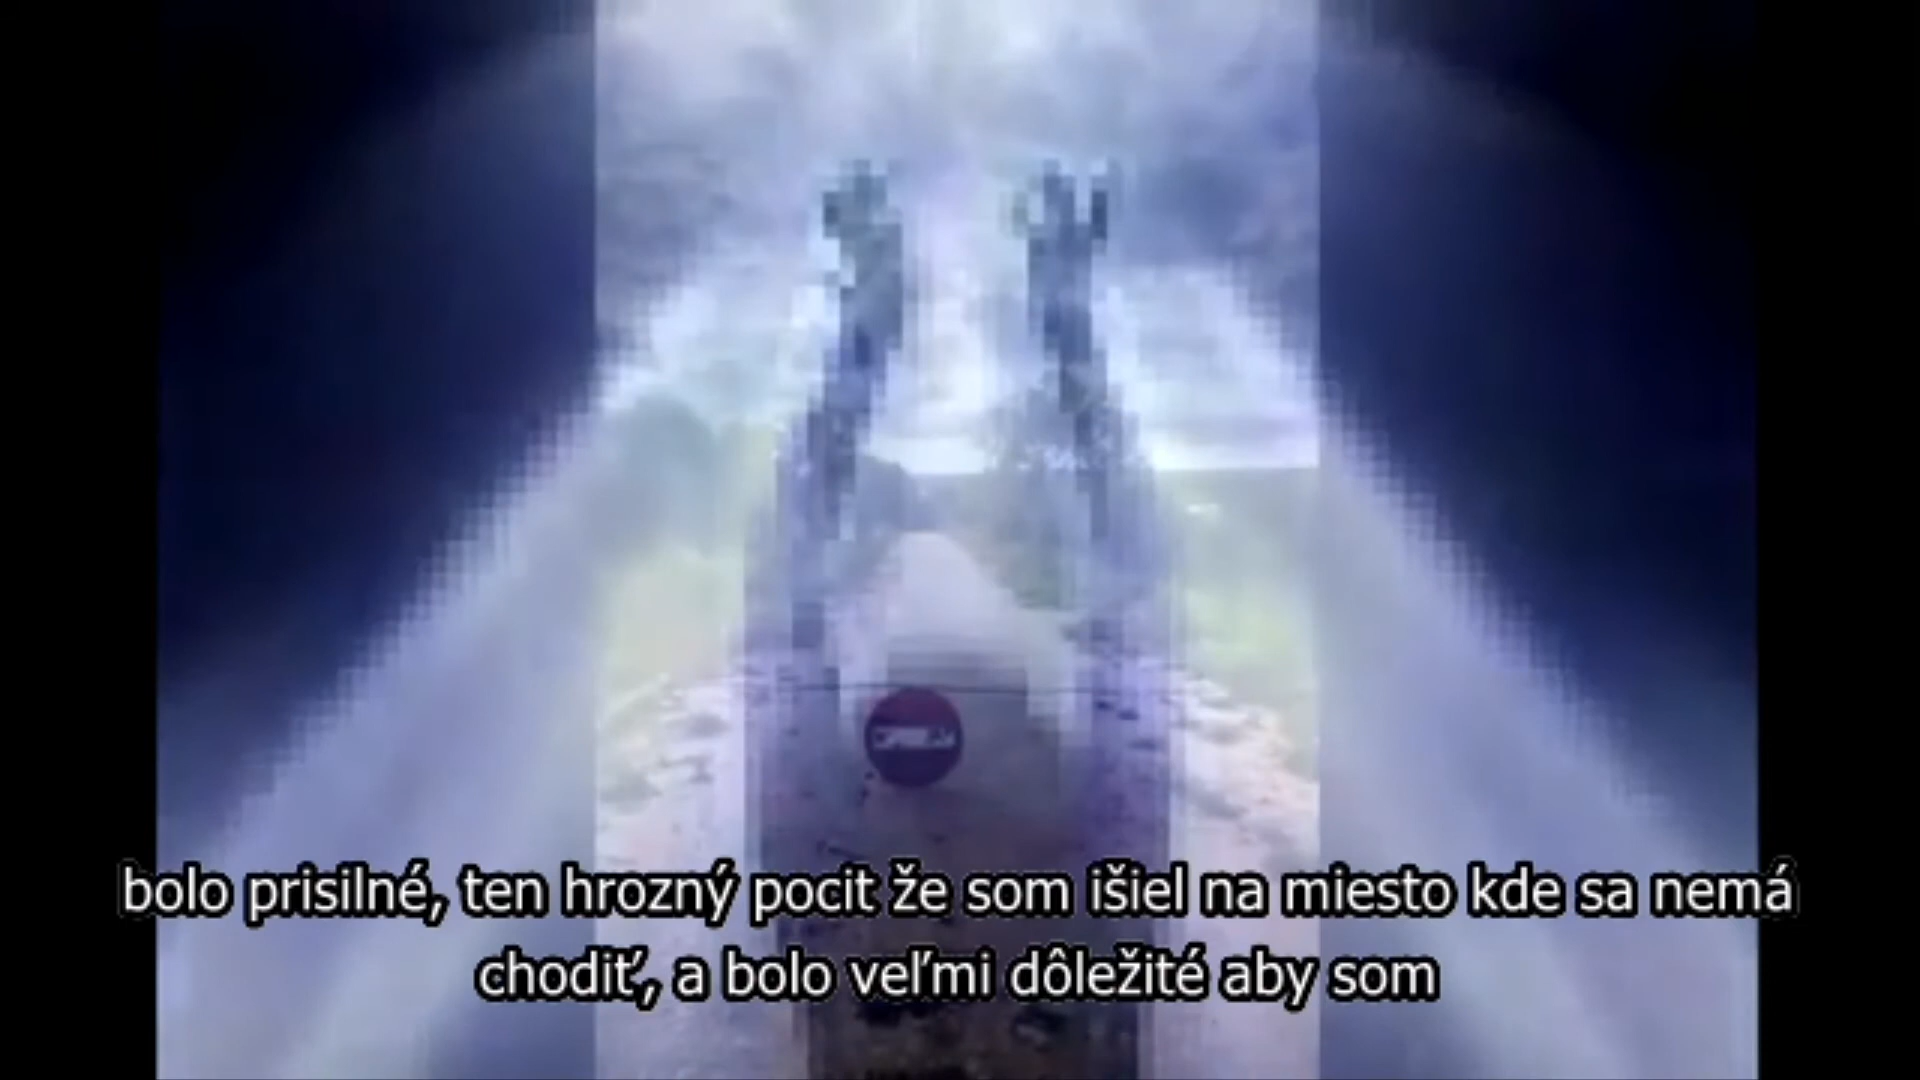 bolo prisilné, ten hrozný pocit že som išiel na miesto kde sa nemá
chodiť, a bolo veľmi dôležité aby som